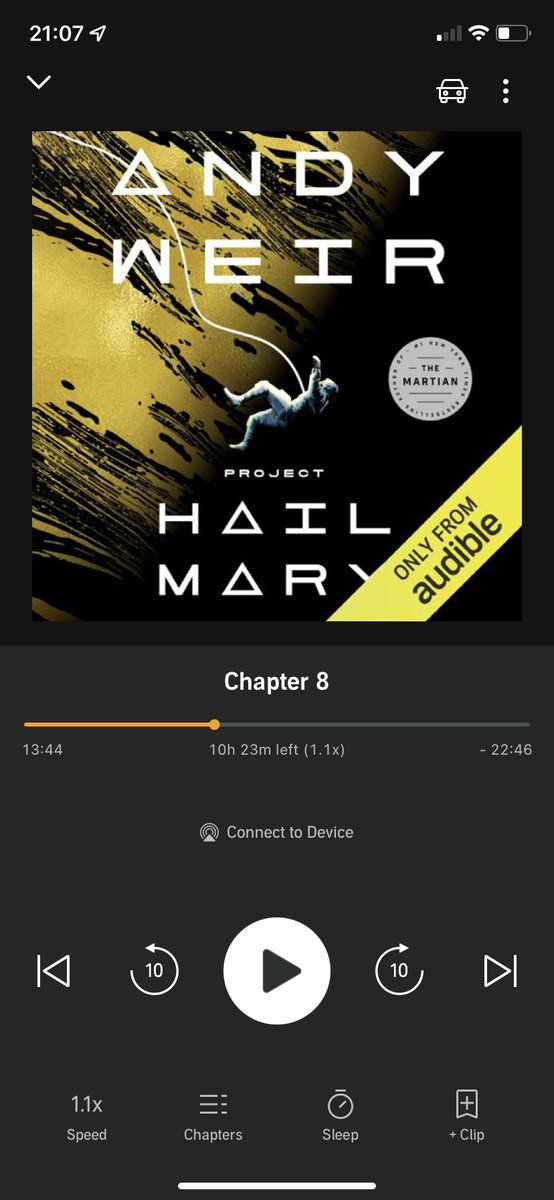 21:07
ANDY
WEIR
AUTHOR OF · #1 NEW YORK TIMES BESTSELLING
THE
MARTIAN
PROJECT
HAIL
MARY
ONLY FROM
audible
Chapter 8
13:44
10h 23m left (1.1x)
- 22:46
Connect to Device
10
10
1.1x
Speed
Chapters
Sleep
+ Clip